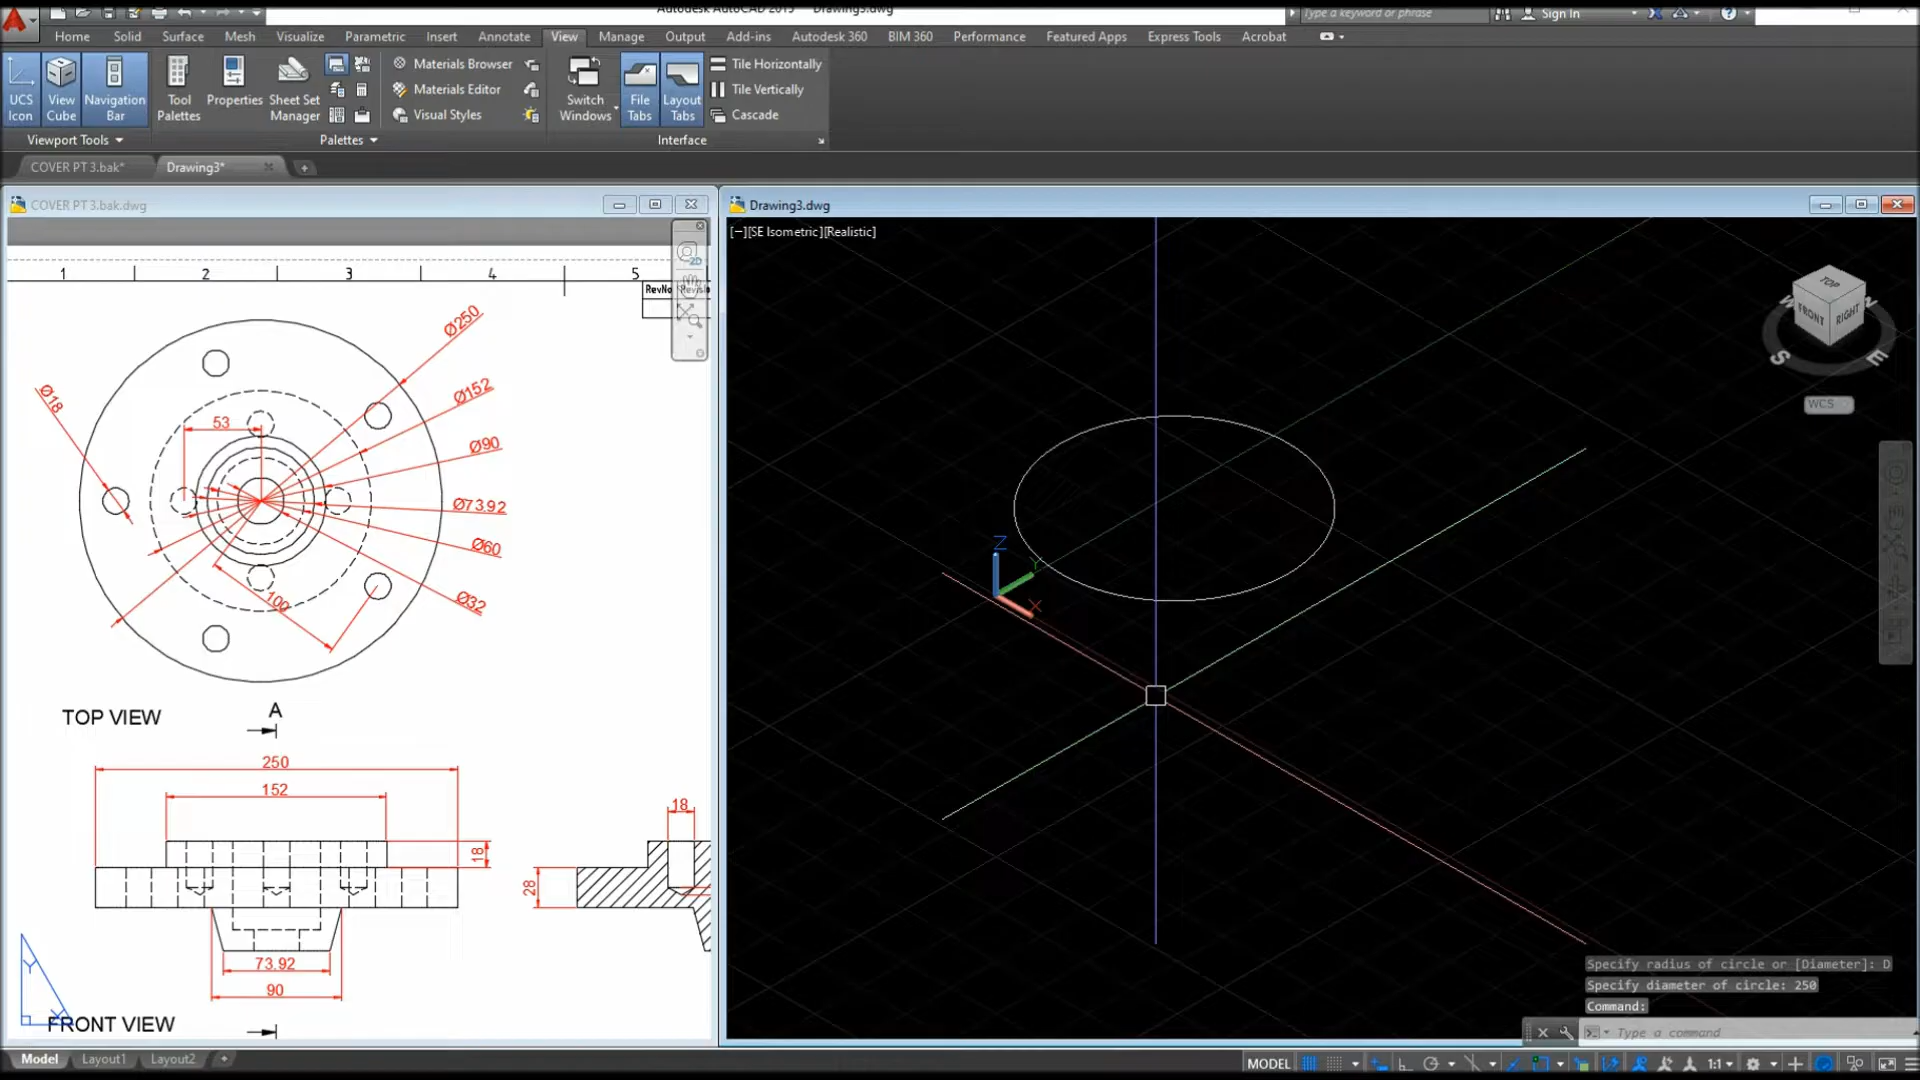 Autodesk AutoCAD 2015 Drawing3.dwg
Type a keyword or phrase
Sign In
Home Solid Surface Mesh Visualize Parametric Insert Annotate View Manage Output Add-ins Autodesk 360 BIM 360 Performance Featured Apps Express Tools Acrobat
UCS Icon
View Cube
Navigation Bar
Tool Palettes
Properties
Sheet Set Manager
Materials Browser
Materials Editor
Visual Styles
Switch Windows
File Tabs
Layout Tabs
Tile Horizontally
Tile Vertically
Cascade
Viewport Tools
Palettes
Interface
COVER PT 3.bak*
Drawing3*
COVER PT 3.bak.dwg
1 2 3 4 5
RevNo
2D
Ø250
Ø152
Ø90
Ø73.92
Ø60
Ø32
Ø18
53
100
TOP VIEW
A
250
152
18
73.92
90
FRONT VIEW
18
28
Y
X
Drawing3.dwg
[−][SE Isometric][Realistic]
TOP
FRONT
RIGHT
W
N
S
E
WCS
Z
Y
X
Specify radius of circle or [Diameter]: D
Specify diameter of circle: 250
Command:
Type a command
Model
Layout1
Layout2
MODEL
1:1